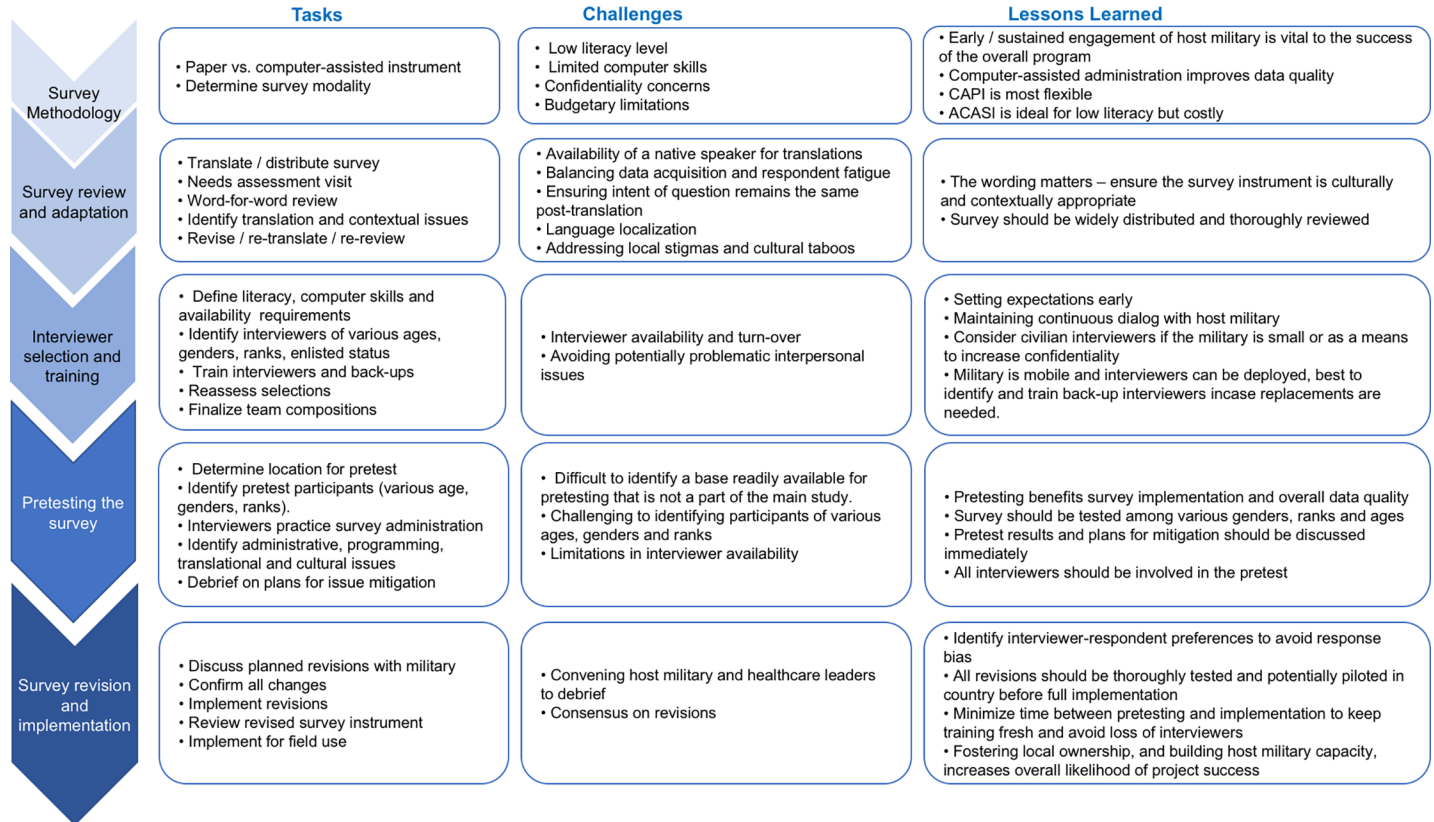 Tasks
Challenges
Lessons Learned
Survey
Methodology
• Paper vs. computer-assisted instrument
• Determine survey modality
• Low literacy level
• Limited computer skills
• Confidentiality concerns
• Budgetary limitations
• Early / sustained engagement of host military is vital to the success
of the overall program
• Computer-assisted administration improves data quality
• CAPI is most flexible
• ACASI is ideal for low literacy but costly
Survey review
and adaptation
• Translate / distribute survey
• Needs assessment visit
• Word-for-word review
• Identify translation and contextual issues
• Revise / re-translate / re-review
• Availability of a native speaker for translations
• Balancing data acquisition and respondent fatigue
• Ensuring intent of question remains the same
post-translation
• Language localization
• Addressing local stigmas and cultural taboos
• The wording matters – ensure the survey instrument is culturally
and contextually appropriate
• Survey should be widely distributed and thoroughly reviewed
Interviewer
selection and
training
• Define literacy, computer skills and
availability requirements
• Identify interviewers of various ages,
genders, ranks, enlisted status
• Train interviewers and back-ups
• Reassess selections
• Finalize team compositions
• Interviewer availability and turn-over
• Avoiding potentially problematic interpersonal
issues
• Setting expectations early
• Maintaining continuous dialog with host military
• Consider civilian interviewers if the military is small or as a means
to increase confidentiality
• Military is mobile and interviewers can be deployed, best to
identify and train back-up interviewers incase replacements are
needed.
Pretesting the
survey
• Determine location for pretest
• Identify pretest participants (various age,
genders, ranks).
• Interviewers practice survey administration
• Identify administrative, programming,
translational and cultural issues
• Debrief on plans for issue mitigation
• Difficult to identify a base readily available for
pretesting that is not a part of the main study.
• Challenging to identifying participants of various
ages, genders and ranks
• Limitations in interviewer availability
• Pretesting benefits survey implementation and overall data quality
• Survey should be tested among various genders, ranks and ages
• Pretest results and plans for mitigation should be discussed
immediately
• All interviewers should be involved in the pretest
Survey revision
and
implementation
• Discuss planned revisions with military
• Confirm all changes
• Implement revisions
• Review revised survey instrument
• Implement for field use
• Convening host military and healthcare leaders
to debrief
• Consensus on revisions
• Identify interviewer-respondent preferences to avoid response
bias
• All revisions should be thoroughly tested and potentially piloted in
country before full implementation
• Minimize time between pretesting and implementation to keep
training fresh and avoid loss of interviewers
• Fostering local ownership, and building host military capacity,
increases overall likelihood of project success